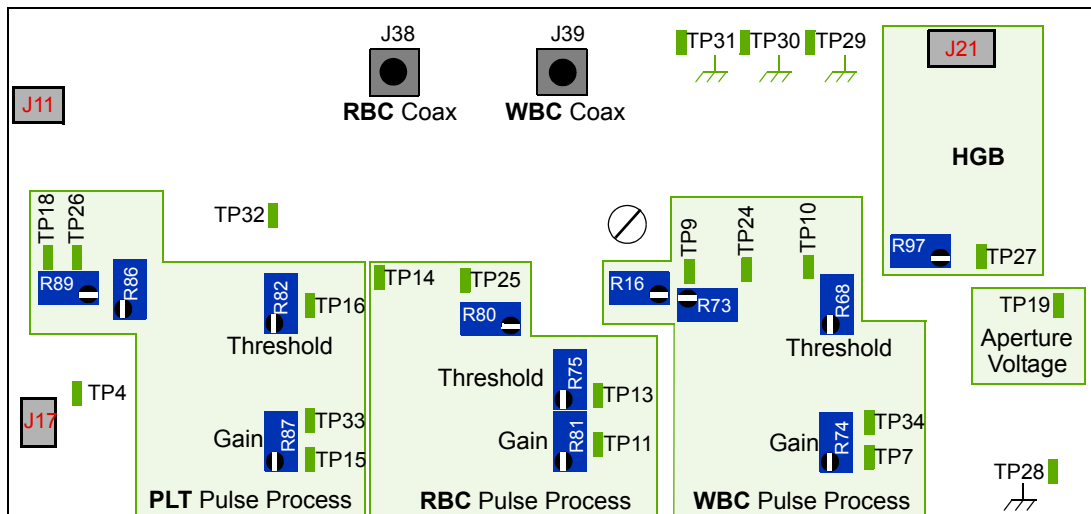 J38
J39
TP31
TP30
TP29
J21
J11
RBC Coax
WBC Coax
HGB
TP18
TP26
TP32
TP9
TP24
TP10
R97
TP27
R89
R86
R82
TP16
TP14
TP25
R80
R16
R73
R68
TP19
Aperture
Voltage
Threshold
Threshold
R75
TP13
Threshold
TP4
J17
Gain
R87
TP33
TP15
Gain
R81
TP11
Gain
R74
TP34
TP7
TP28
PLT Pulse Process
RBC Pulse Process
WBC Pulse Process